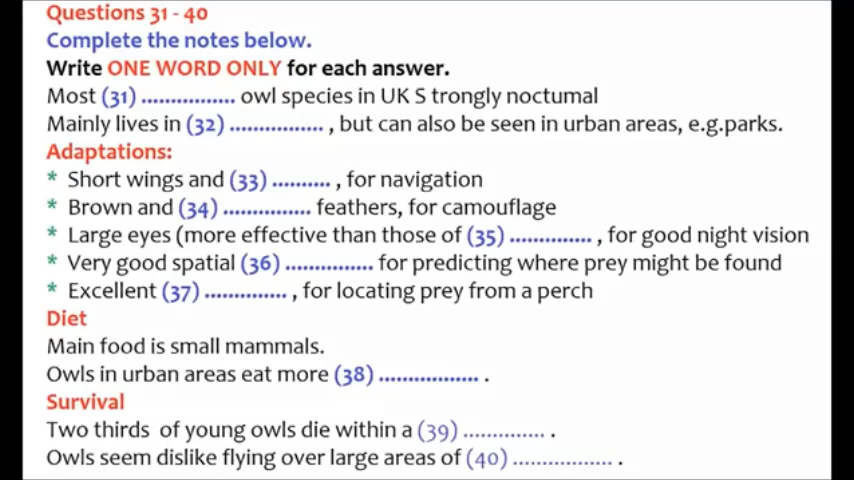 Questions 31 - 40
Complete the notes below.
Write ONE WORD ONLY for each answer.
Most (31) ................ owl species in UK S trongly noctumal
Mainly lives in (32) ................ , but can also be seen in urban areas, e.g.parks.
Adaptations:
* Short wings and (33) .......... , for navigation
* Brown and (34) ............... feathers, for camouflage
* Large eyes (more effective than those of (35) .............. , for good night vision
* Very good spatial (36) ............... for predicting where prey might be found
* Excellent (37) .............. , for locating prey from a perch
Diet
Main food is small mammals.
Owls in urban areas eat more (38) ................. .
Survival
Two thirds of young owls die within a (39) .............. .
Owls seem dislike flying over large areas of (40) ................. .